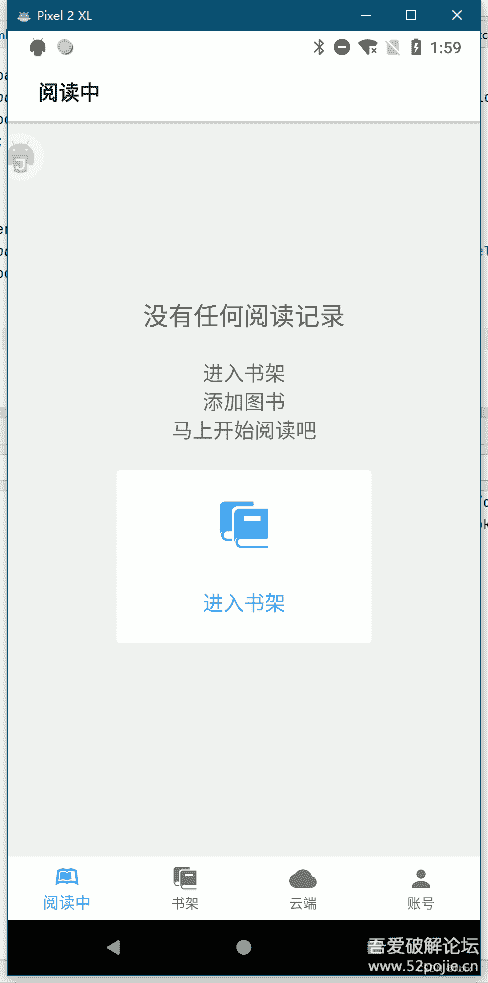 Pixel 2 XL
1:59
阅读中
没有任何阅读记录
进入书架
添加图书
马上开始阅读吧
进入书架
阅读中
书架
云端
账号
吾爱破解论坛
www.52pojie.cn